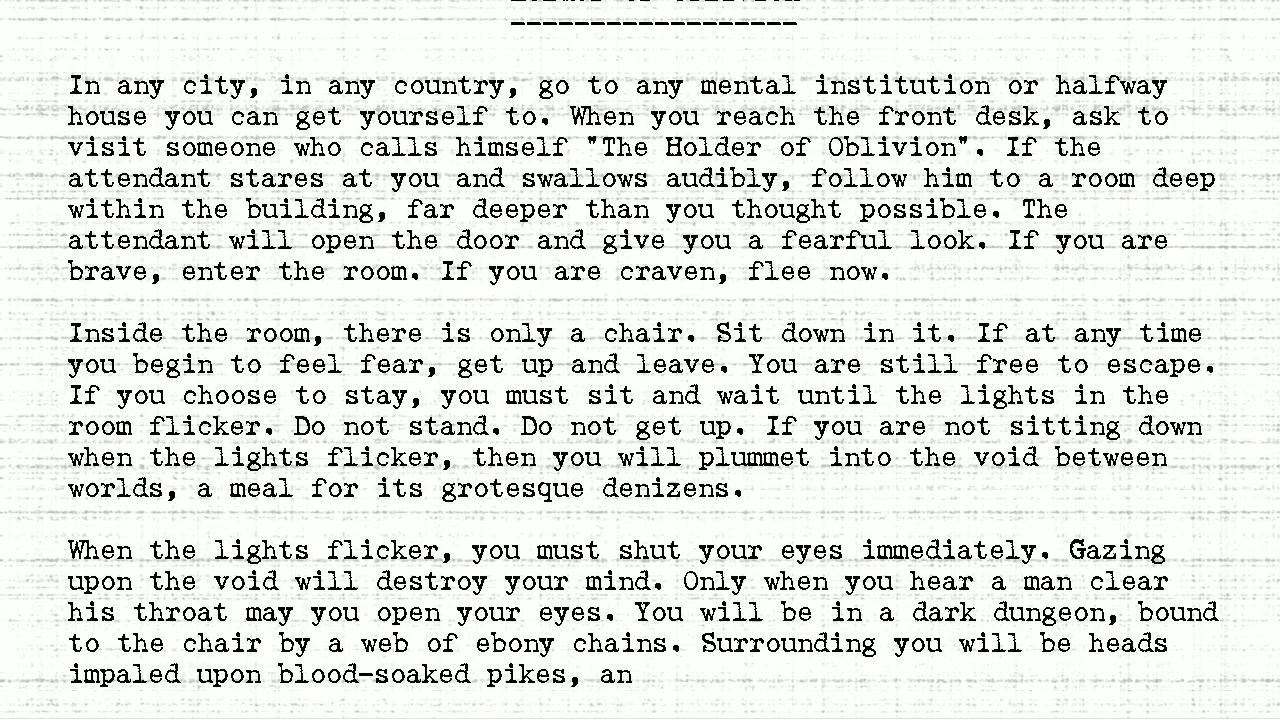 In any city, in any country, go to any mental institution or halfway
house you can get yourself to. When you reach the front desk, ask to
visit someone who calls himself "The Holder of Oblivion". If the
attendant stares at you and swallows audibly, follow him to a room deep
within the building, far deeper than you thought possible. The
attendant will open the door and give you a fearful look. If you are
brave, enter the room. If you are craven, flee now.
Inside the room, there is only a chair. Sit down in it. If at any time
you begin to feel fear, get up and leave. You are still free to escape.
If you choose to stay, you must sit and wait until the lights in the
room flicker. Do not stand. Do not get up. If you are not sitting down
when the lights flicker, then you will plummet into the void between
worlds, a meal for its grotesque denizens.
When the lights flicker, you must shut your eyes immediately. Gazing
upon the void will destroy your mind. Only when you hear a man clear
his throat may you open your eyes. You will be in a dark dungeon, bound
to the chair by a web of ebony chains. Surrounding you will be heads
impaled upon blood-soaked pikes, an